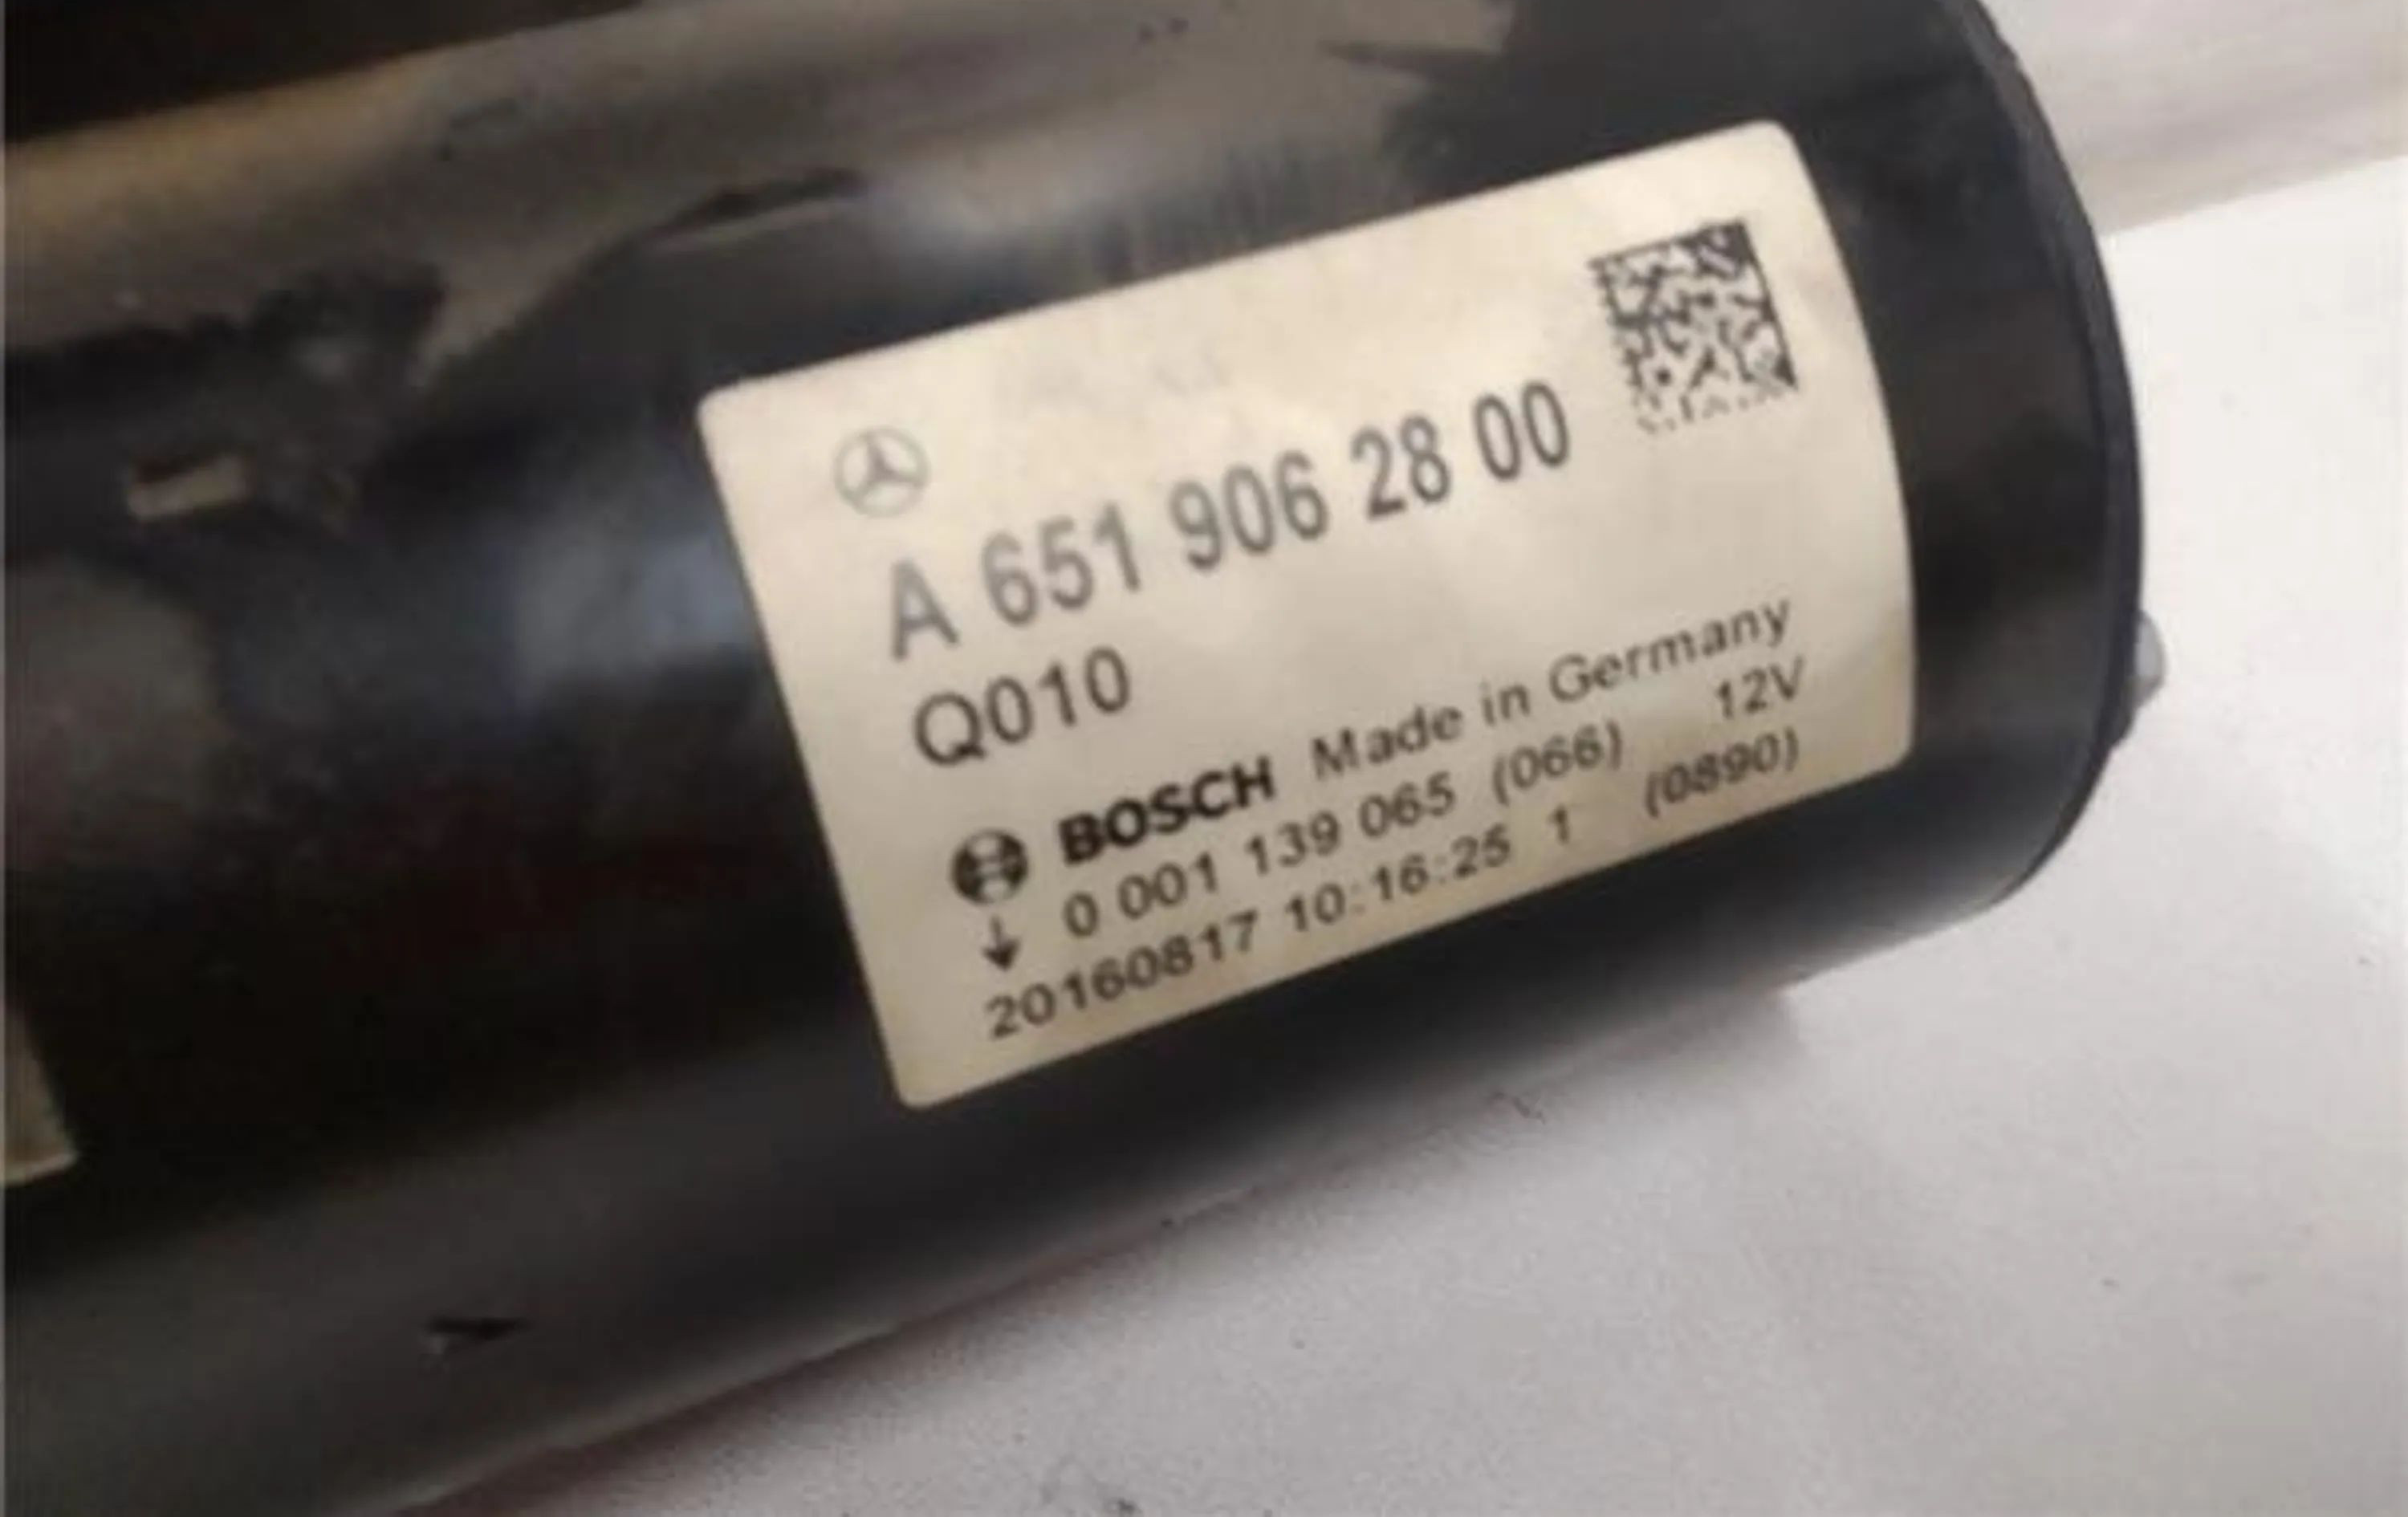 A 651 906 28 00
Q010
BOSCH Made in Germany
0 001 139 065 (066) 12V
20160817 10:16:25 1 (0890)